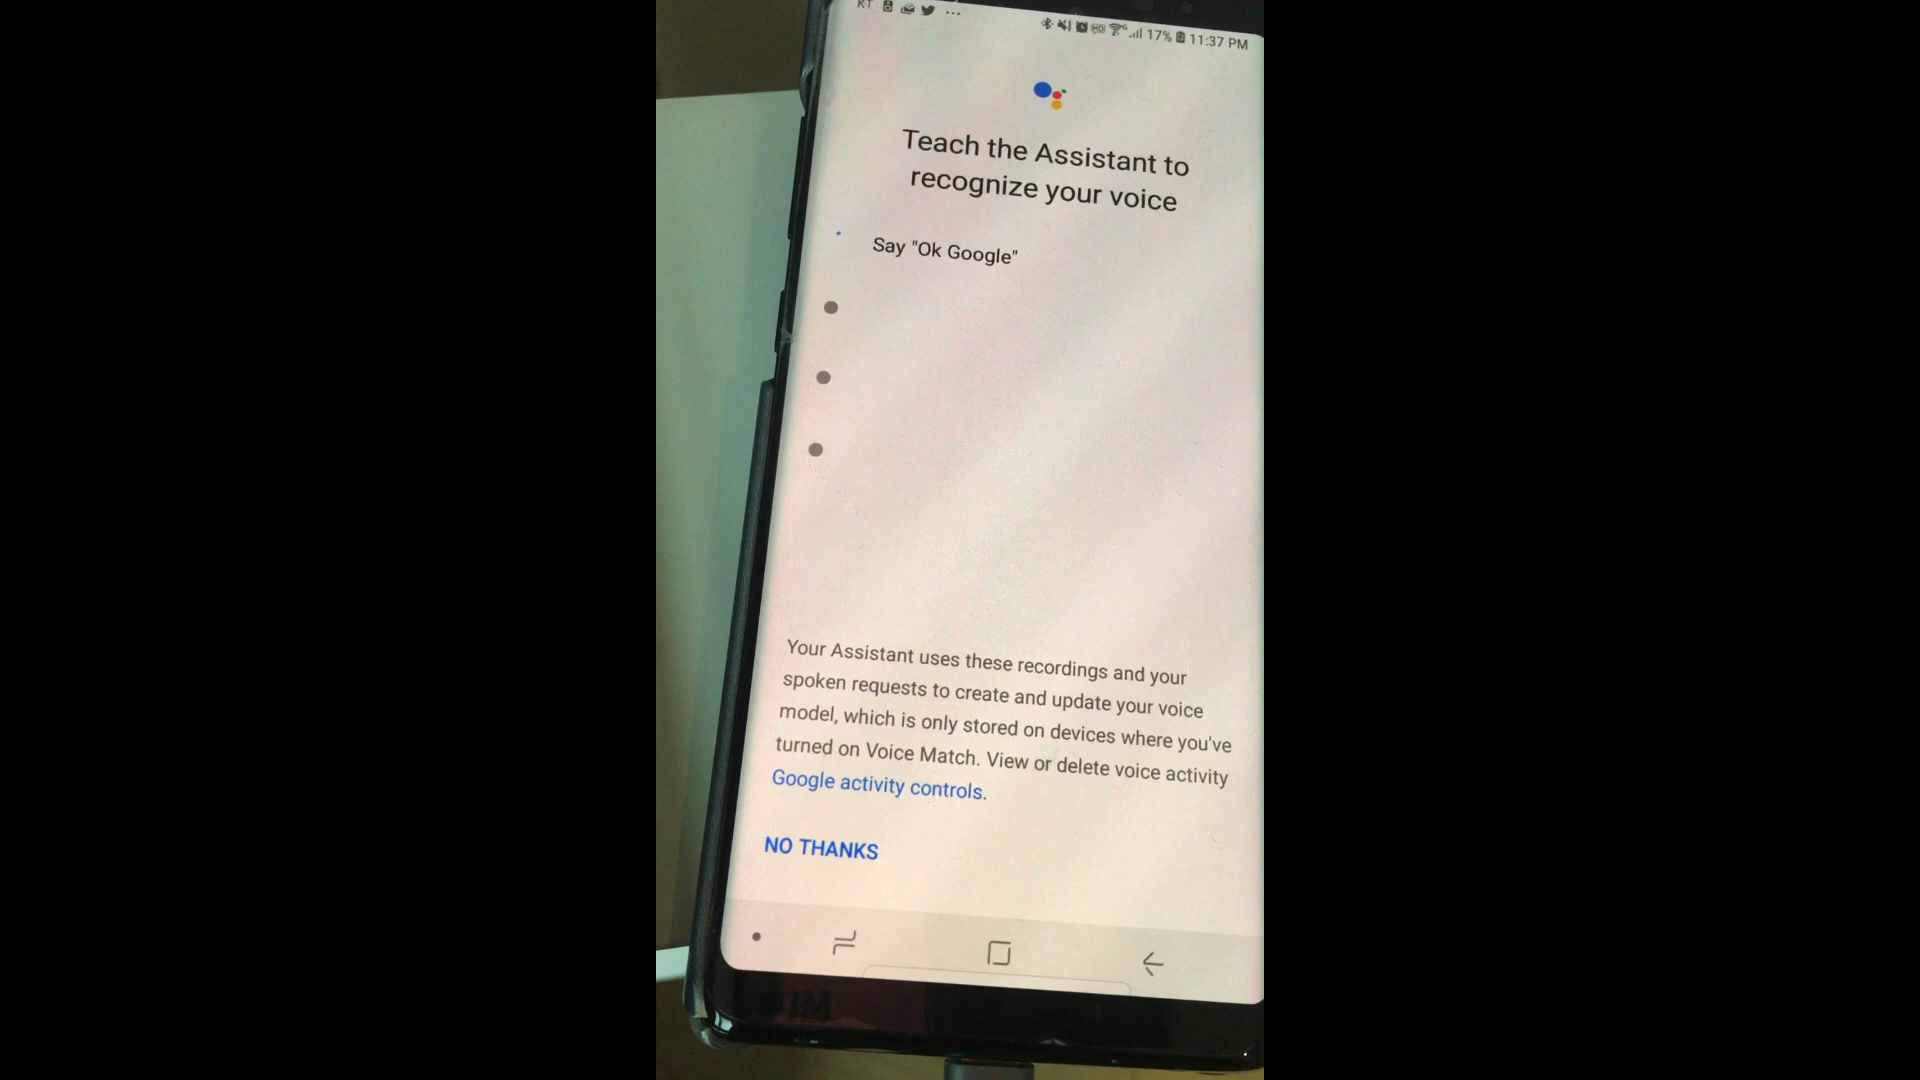 17% 11:37 PM
Teach the Assistant to
recognize your voice
Say "Ok Google"
Your Assistant uses these recordings and your
spoken requests to create and update your voice
model, which is only stored on devices where you've
turned on Voice Match. View or delete voice activity
Google activity controls.
NO THANKS